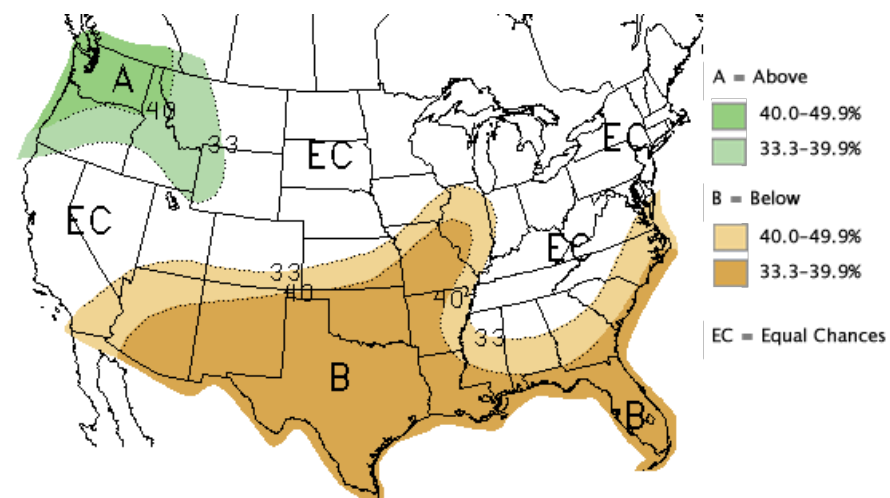 A
40
33
EC
EC
EC
EC
33
40
40
33
B
B
A = Above
40.0-49.9%
33.3-39.9%
B = Below
40.0-49.9%
33.3-39.9%
EC = Equal Chances